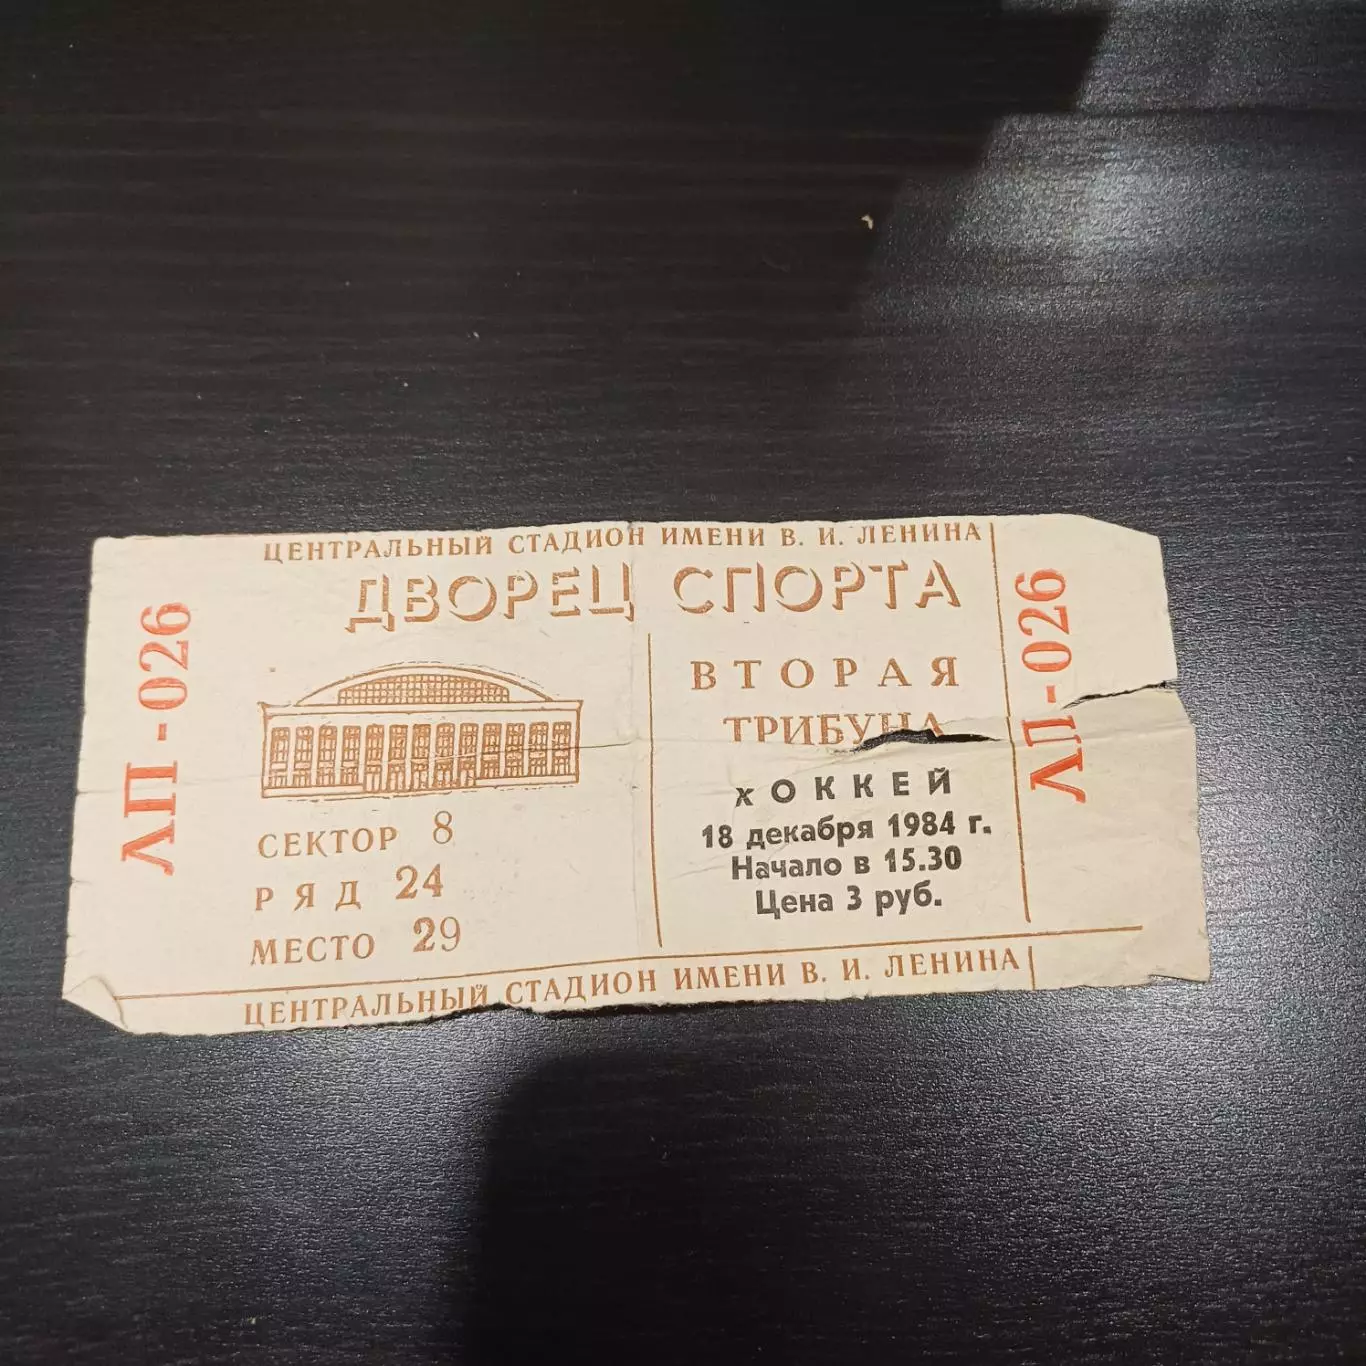 ЦЕНТРАЛЬНЫЙ СТАДИОН ИМЕНИ В. И. ЛЕНИНА
ДВОРЕЦ СПОРТА
ЛП-026
ВТОРАЯ
ТРИБУНА
хОККЕЙ
18 декабря 1984 г.
Начало в 15.30
Цена 3 руб.
СЕКТОР 8
РЯД 24
МЕСТО 29
ЛП-026
ЦЕНТРАЛЬНЫЙ СТАДИОН ИМЕНИ В. И. ЛЕНИНА